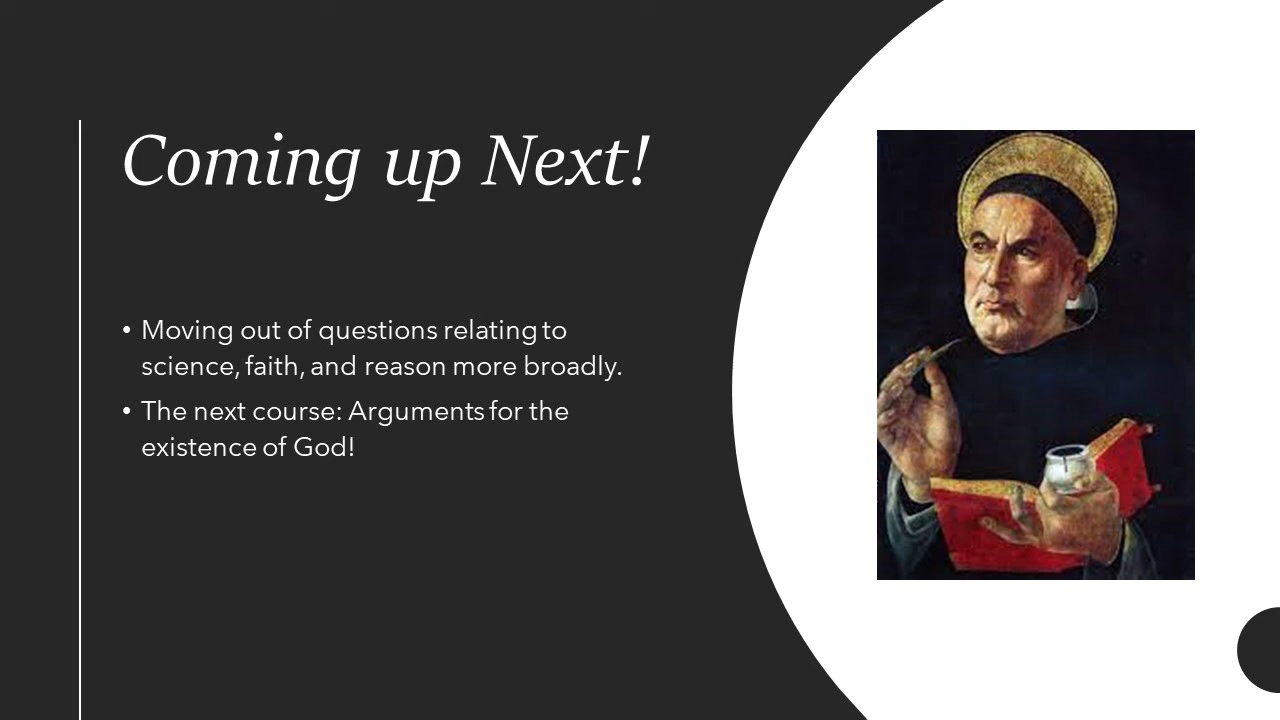 Coming up Next!
• Moving out of questions relating to
science, faith, and reason more broadly.
• The next course: Arguments for the
existence of God!